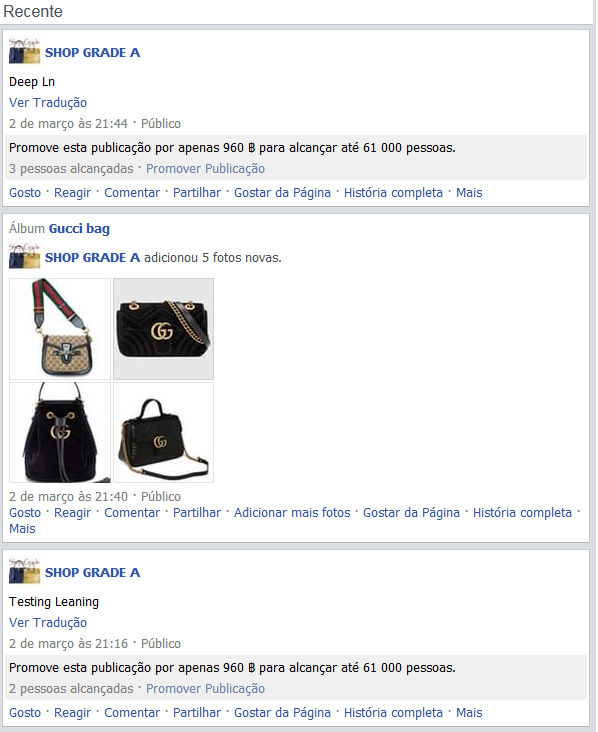 Recente
SHOP GRADE A
Deep Ln
Ver Tradução
2 de março às 21:44 · Público
Promove esta publicação por apenas 960 ฿ para alcançar até 61 000 pessoas.
3 pessoas alcançadas · Promover Publicação
Gosto · Reagir · Comentar · Partilhar · Gostar da Página · História completa · Mais
Álbum Gucci bag
SHOP GRADE A adicionou 5 fotos novas.
2 de março às 21:40 · Público
Gosto · Reagir · Comentar · Partilhar · Adicionar mais fotos · Gostar da Página · História completa ·
Mais
SHOP GRADE A
Testing Leaning
Ver Tradução
2 de março às 21:16 · Público
Promove esta publicação por apenas 960 ฿ para alcançar até 61 000 pessoas.
2 pessoas alcançadas · Promover Publicação
Gosto · Reagir · Comentar · Partilhar · Gostar da Página · História completa · Mais